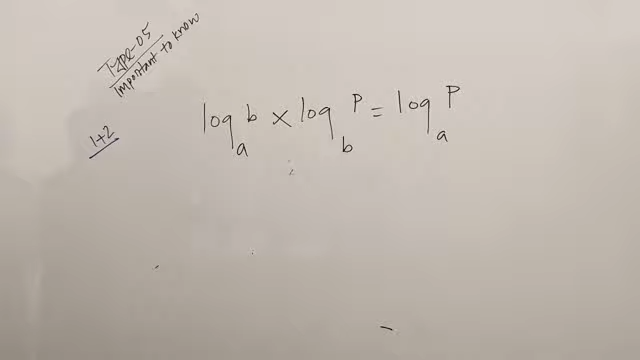 Type-05
Important to know
1+2
log_a b × log_b P = log_a P